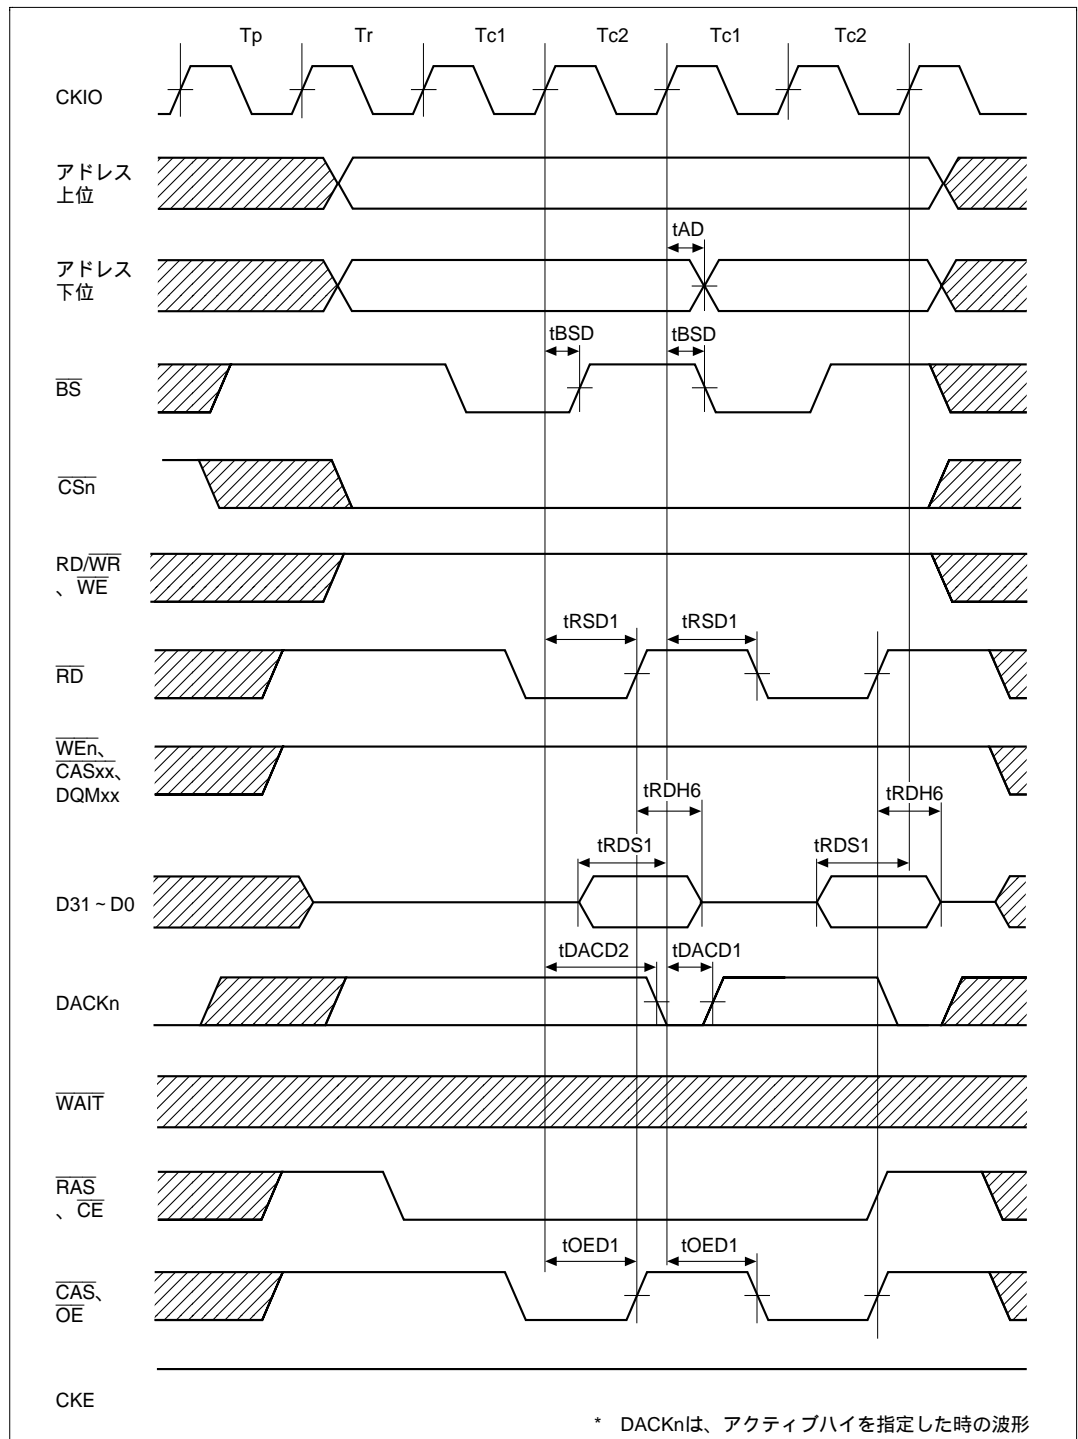 Tp Tr Tc1 Tc2 Tc1 Tc2
CKIO
アドレス
上位
tAD
アドレス
下位
tBSD tBSD
BS
CSn
RD/WR
、WE
tRSD1 tRSD1
RD
WEn、
CASxx、
DQMxx
tRDH6 tRDH6
tRDS1 tRDS1
D31 ~ D0
tDACD2 tDACD1
DACKn
WAIT
RAS
、CE
tOED1 tOED1
CAS、
OE
CKE
* DACKnは、アクティブハイを指定した時の波形